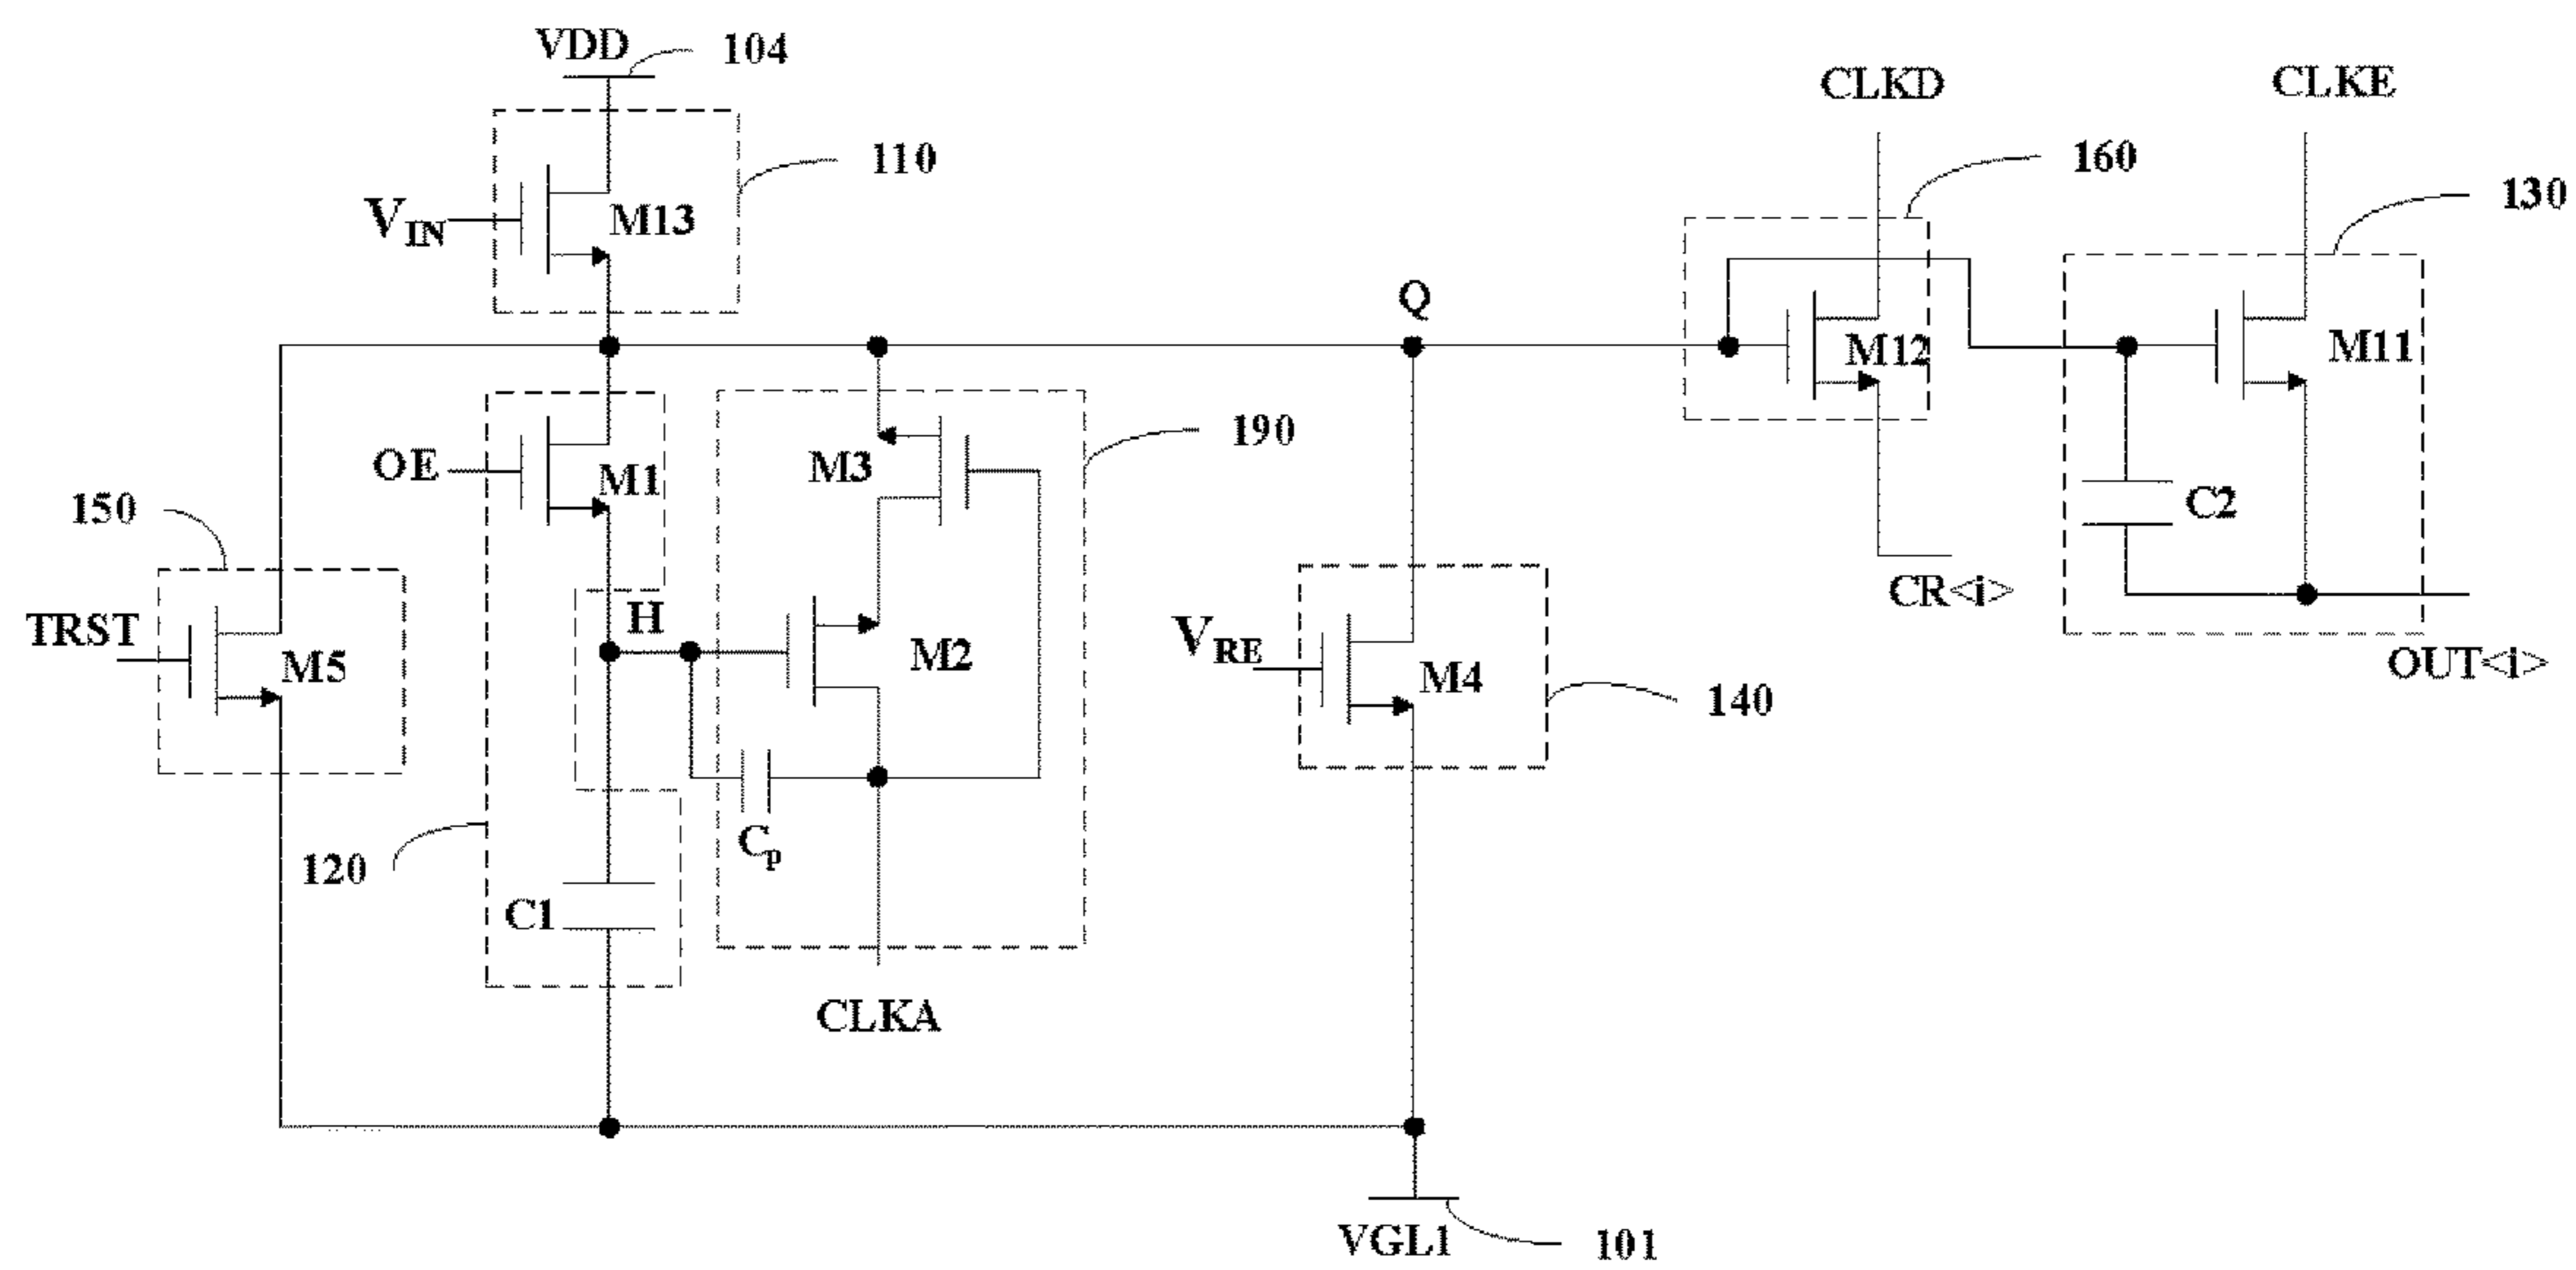 VDD 104
CLKD
CLKE
110
160
130
V_IN
M13
Q
M12
M11
190
OE
M3
M1
150
C2
CR<i>
TRST
H
V_RE
M5
M2
M4
140
OUT<i>
C_p
120
C1
CLKA
VGL1
101